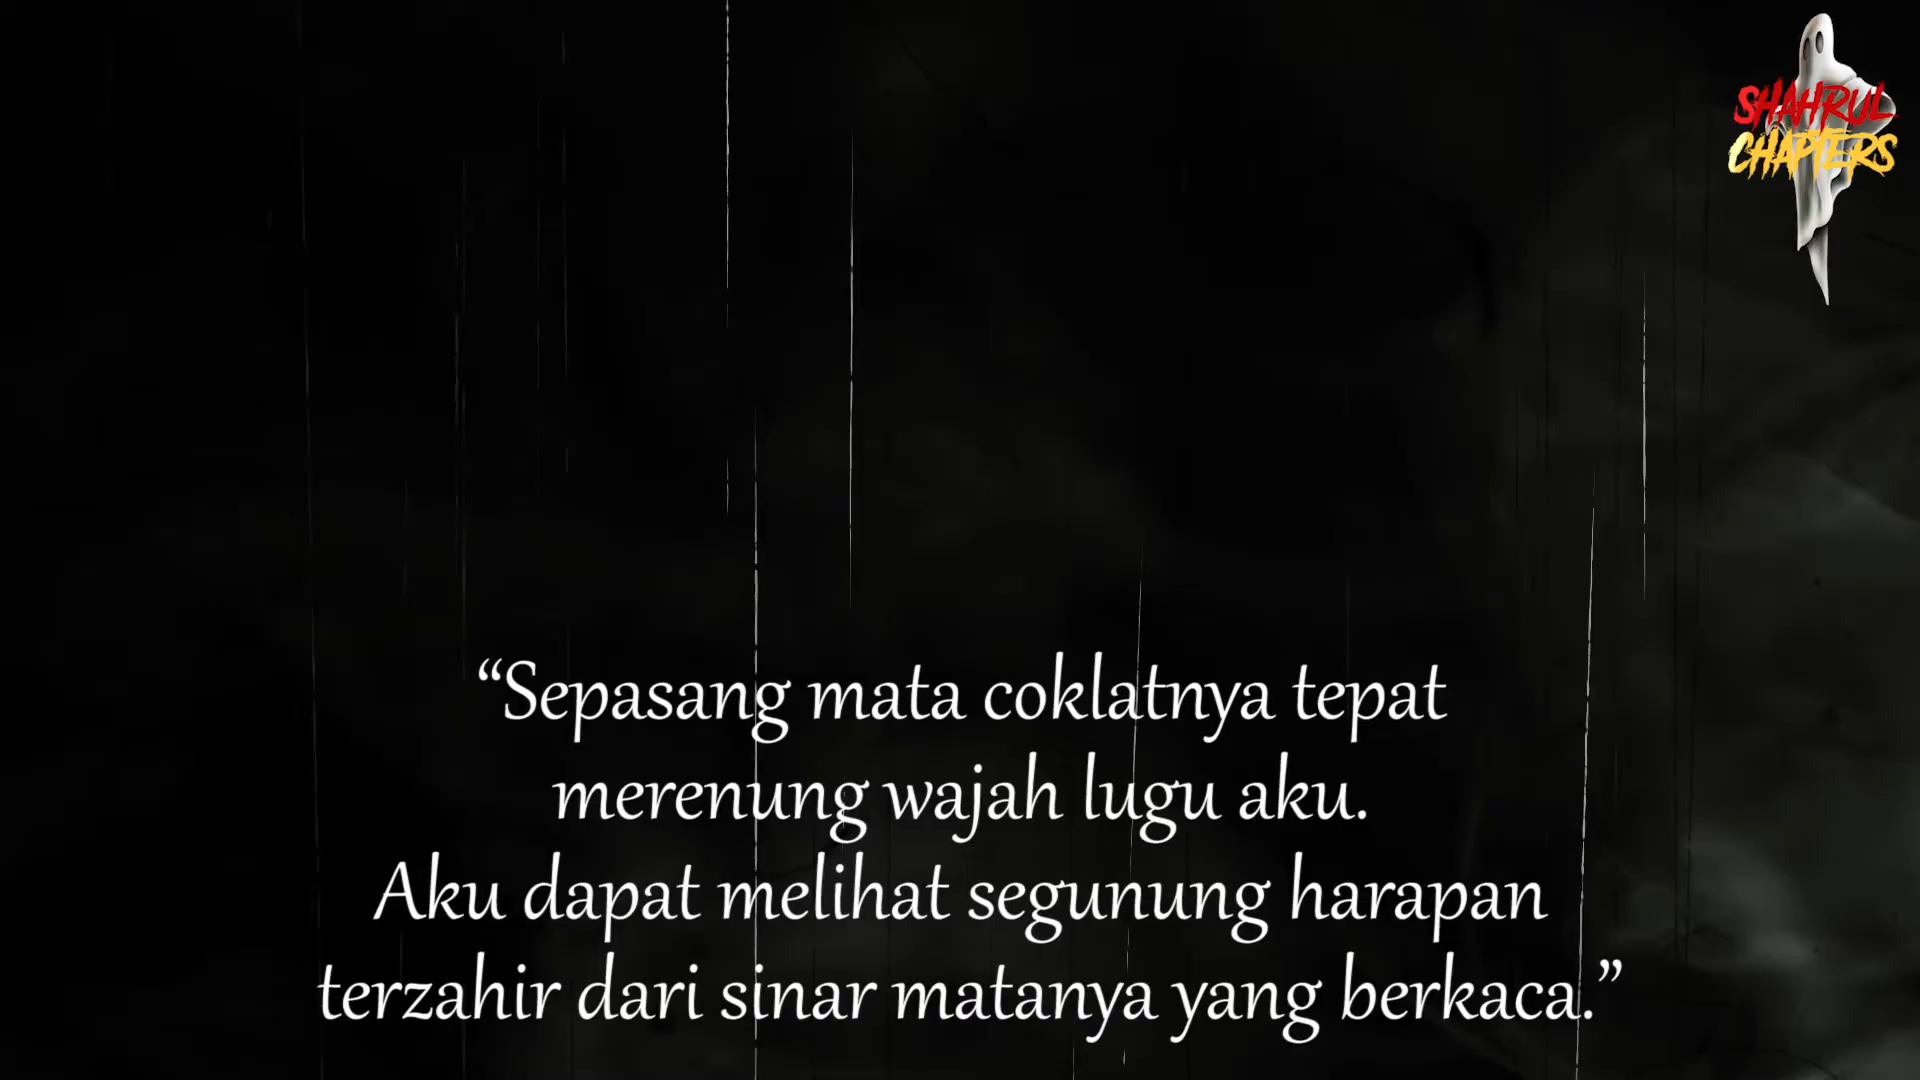 SHAHRUL
CHAPTERS
“Sepasang mata coklatnya tepat
merenung wajah lugu aku.
Aku dapat melihat segunung harapan
terzahir dari sinar matanya yang berkaca.”